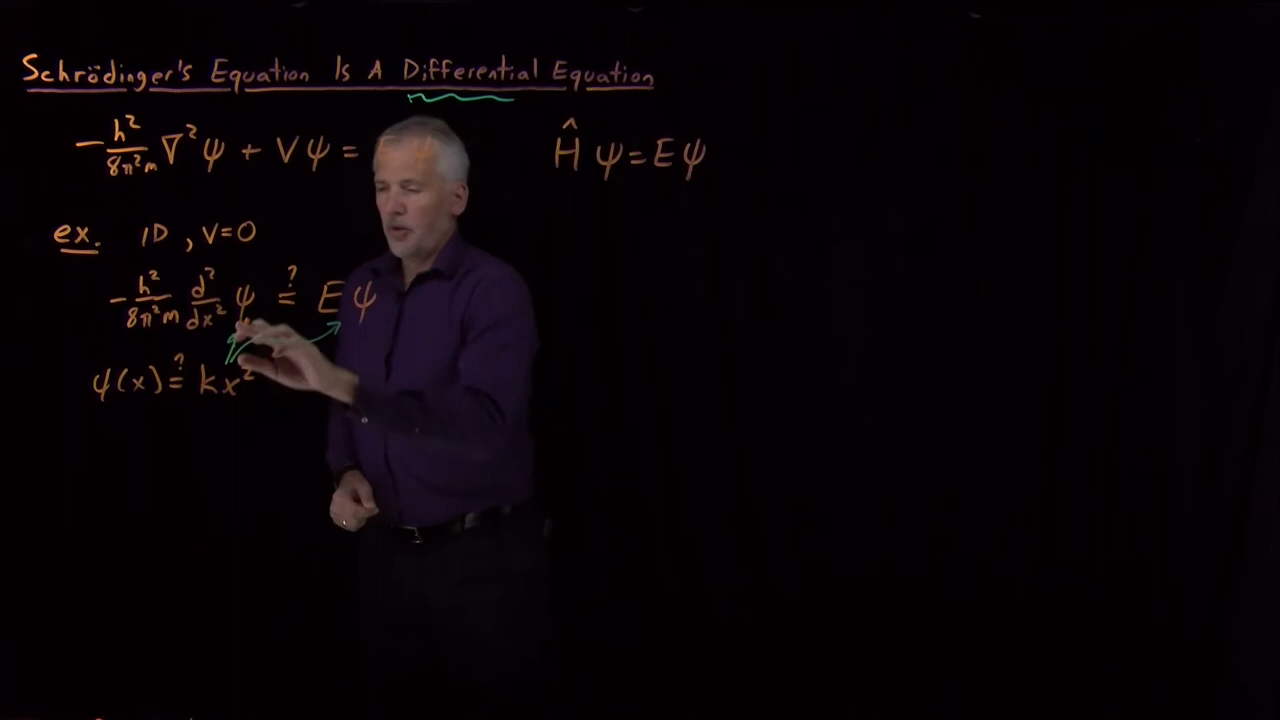 Schrödinger's Equation Is A Differential Equation
-h²/8π²m ∇²ψ + Vψ =
Ĥψ = Eψ
ex. 1D, V=0
-h²/8π²m d²/dx² ψ ≟ Eψ
ψ(x) ≟ kx²